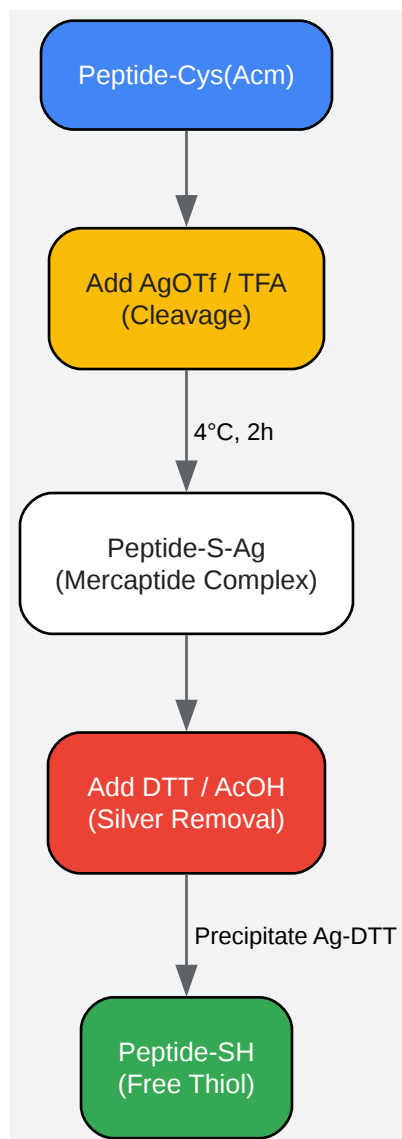 Peptide-Cys(Acm)
Add AgOTf / TFA
(Cleavage)
4°C, 2h
Peptide-S-Ag
(Mercaptide Complex)
Add DTT / AcOH
(Silver Removal)
Precipitate Ag-DTT
Peptide-SH
(Free Thiol)